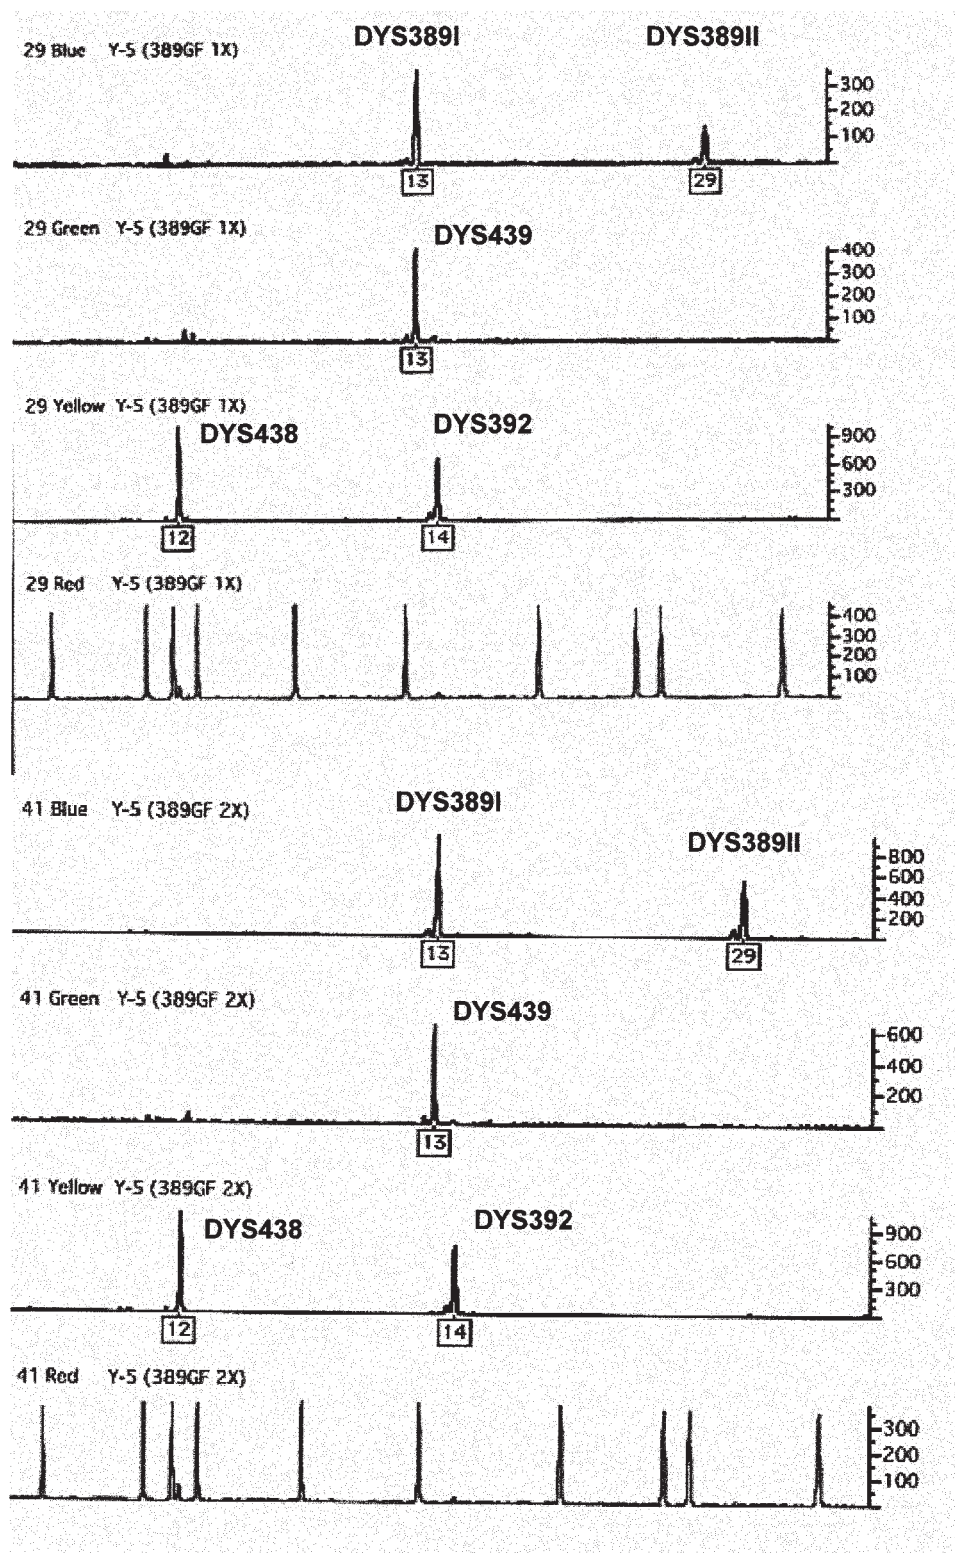 DYS389I DYS389II
29 Blue Y-5 (389GF 1X)
300
200
100
13 29
29 Green Y-5 (389GF 1X)
DYS439
400
300
200
100
13
29 Yellow Y-5 (389GF 1X)
DYS438 DYS392
900
600
300
12 14
29 Red Y-5 (389GF 1X)
400
300
200
100
DYS389I
41 Blue Y-5 (389GF 2X)
DYS389II
800
600
400
200
13 29
41 Green Y-5 (389GF 2X)
DYS439
600
400
200
13
41 Yellow Y-5 (389GF 2X)
DYS438 DYS392
900
600
300
12 14
41 Red Y-5 (389GF 2X)
300
200
100